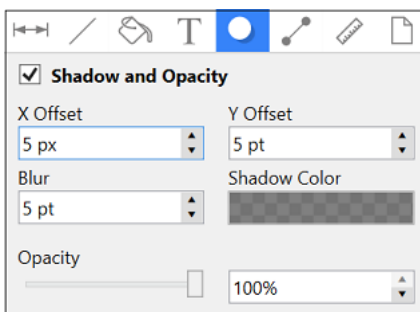 T
Shadow and Opacity
X Offset Y Offset
5 px 5 pt
Blur Shadow Color
5 pt
Opacity
100%